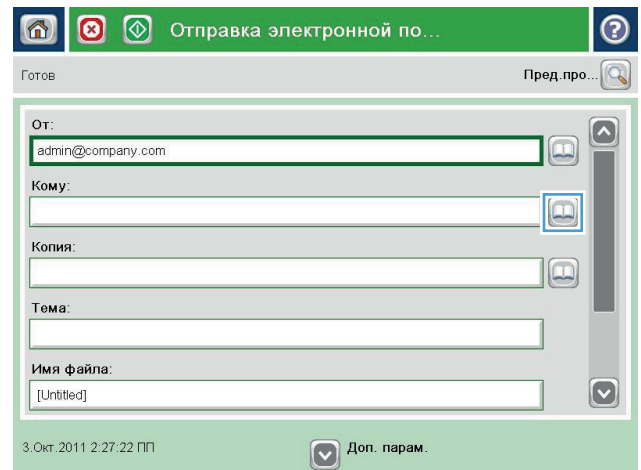 Отправка электронной по...
Готов
Пред.про...
От:
admin@company.com
Кому:
Копия:
Тема:
Имя файла:
[Untitled]
3.Окт.2011 2:27:22 ПП
Доп. парам.